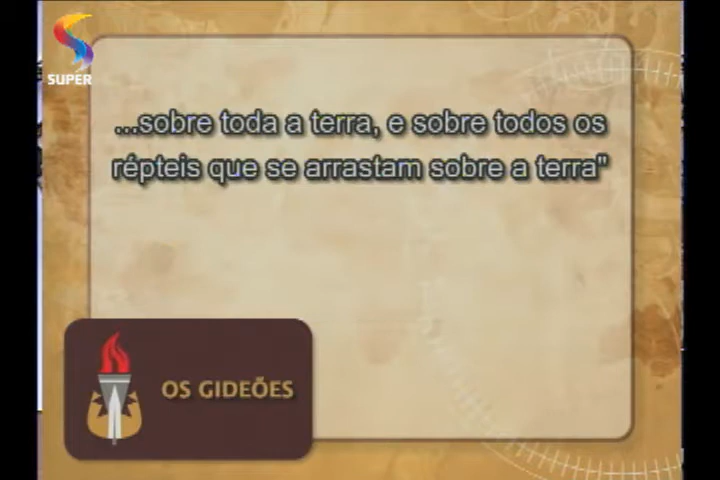 SUPER
...sobre toda a terra, e sobre todos os
répteis que se arrastam sobre a terra"
OS GIDEÕES